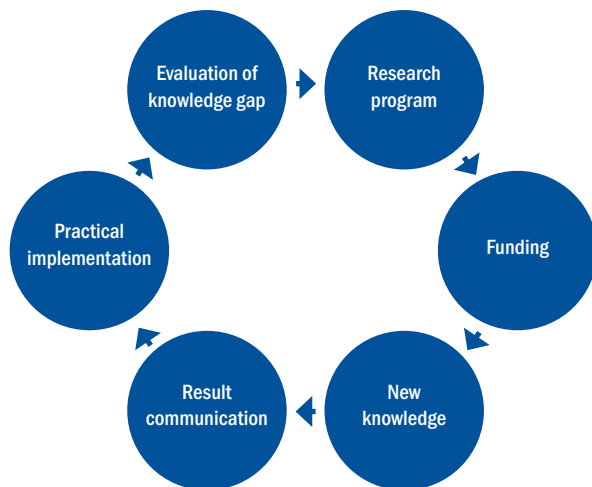 Evaluation of
knowledge gap
Research
program
Funding
New
knowledge
Result
communication
Practical
implementation